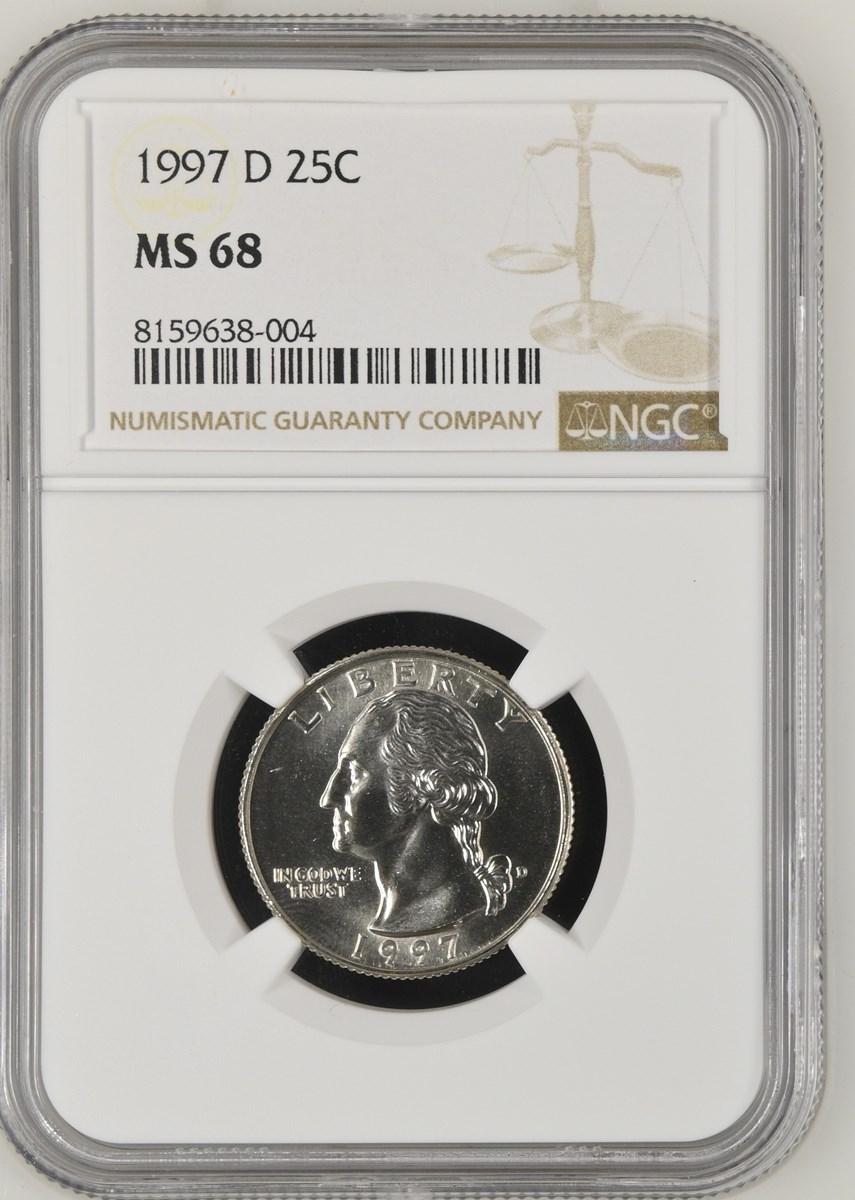 1997 D 25C
MS 68
8159638-004
NUMISMATIC GUARANTY COMPANY
NGC®
LIBERTY
IN GOD WE
TRUST
D
1997